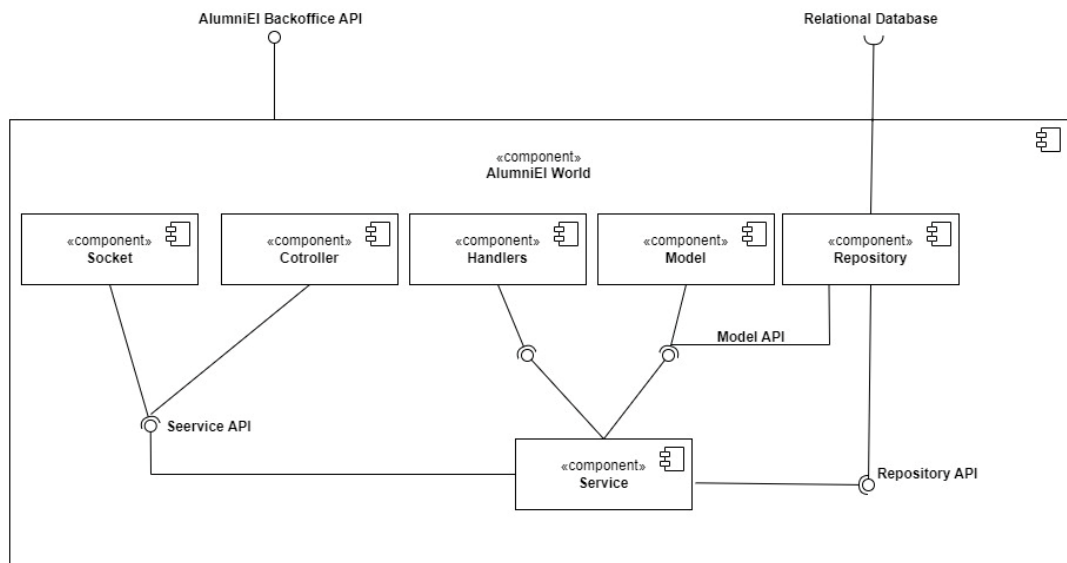 AlumniEI Backoffice API
Relational Database
«component»
AlumniEI World
«component»
Socket
«component»
Cotroller
«component»
Handlers
«component»
Model
«component»
Repository
Model API
Seervice API
«component»
Service
Repository API